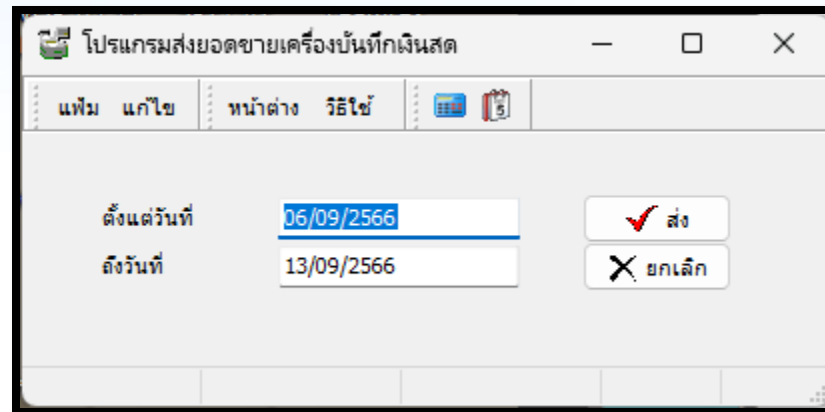 โปรแกรมส่งยอดขายเครื่องบันทึกเงินสด
แฟ้ม แก้ไข หน้าต่าง วิธีใช้ 5
ตั้งแต่วันที่ 06/09/2566 ส่ง
ถึงวันที่ 13/09/2566 ยกเลิก